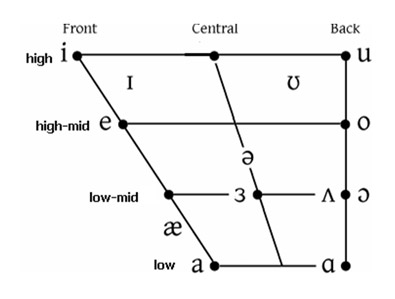 Front Central Back
high i u
ɪ ʊ
high-mid e o
ə
low-mid ɜ ʌ ɔ
æ
low a ɑ